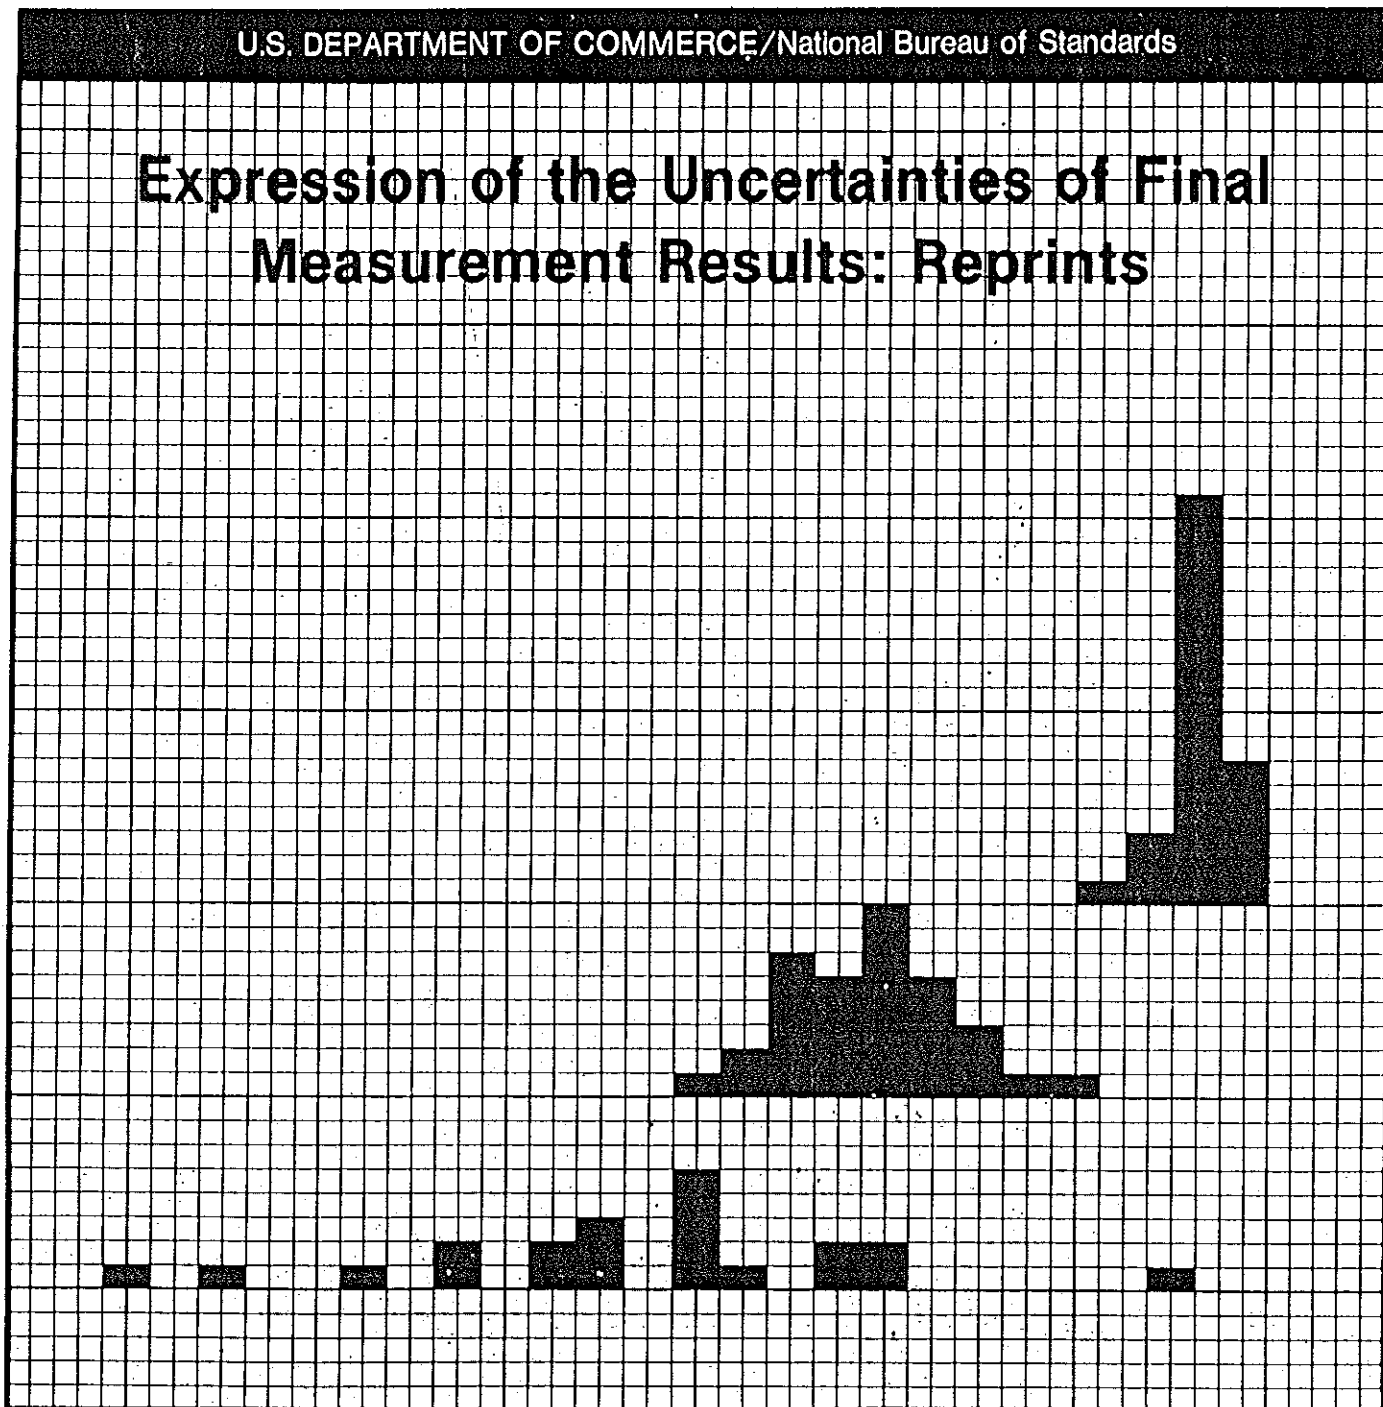 U.S. DEPARTMENT OF COMMERCE/National Bureau of Standards
Expression of the Uncertainties of Final
Measurement Results: Reprints